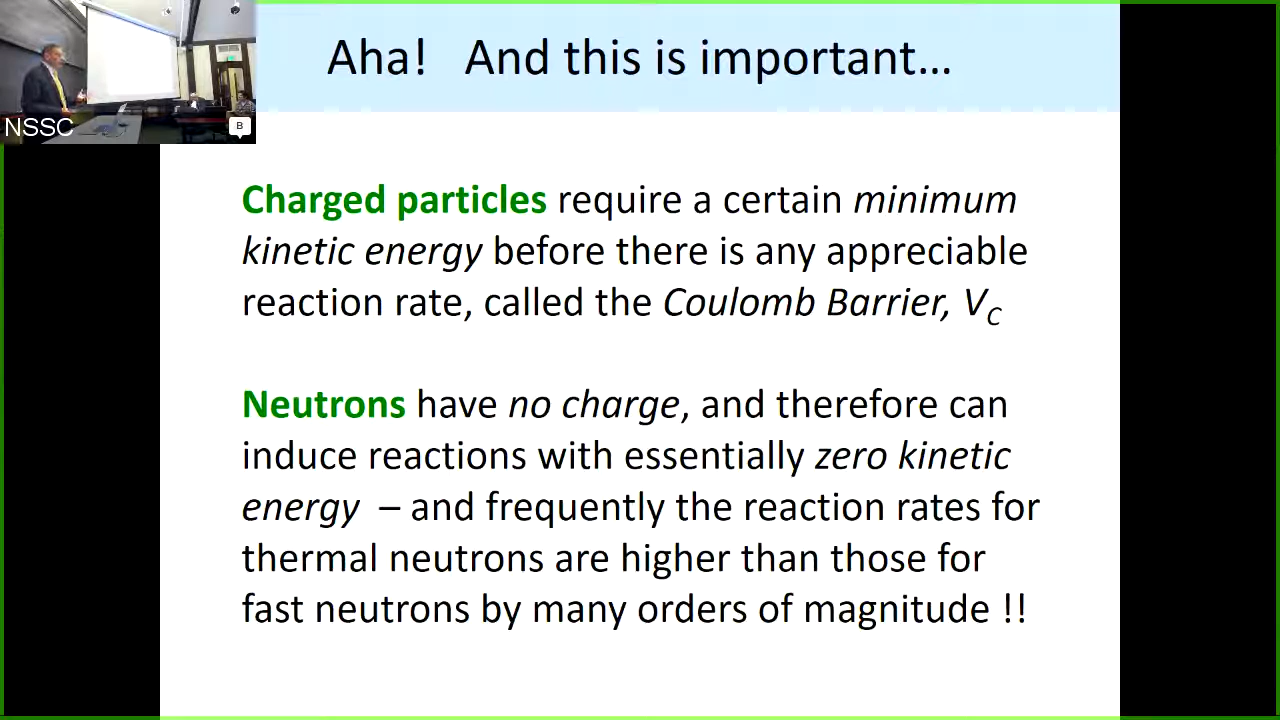 Aha! And this is important...
NSSC
B
Charged particles require a certain minimum
kinetic energy before there is any appreciable
reaction rate, called the Coulomb Barrier, VC
Neutrons have no charge, and therefore can
induce reactions with essentially zero kinetic
energy – and frequently the reaction rates for
thermal neutrons are higher than those for
fast neutrons by many orders of magnitude !!